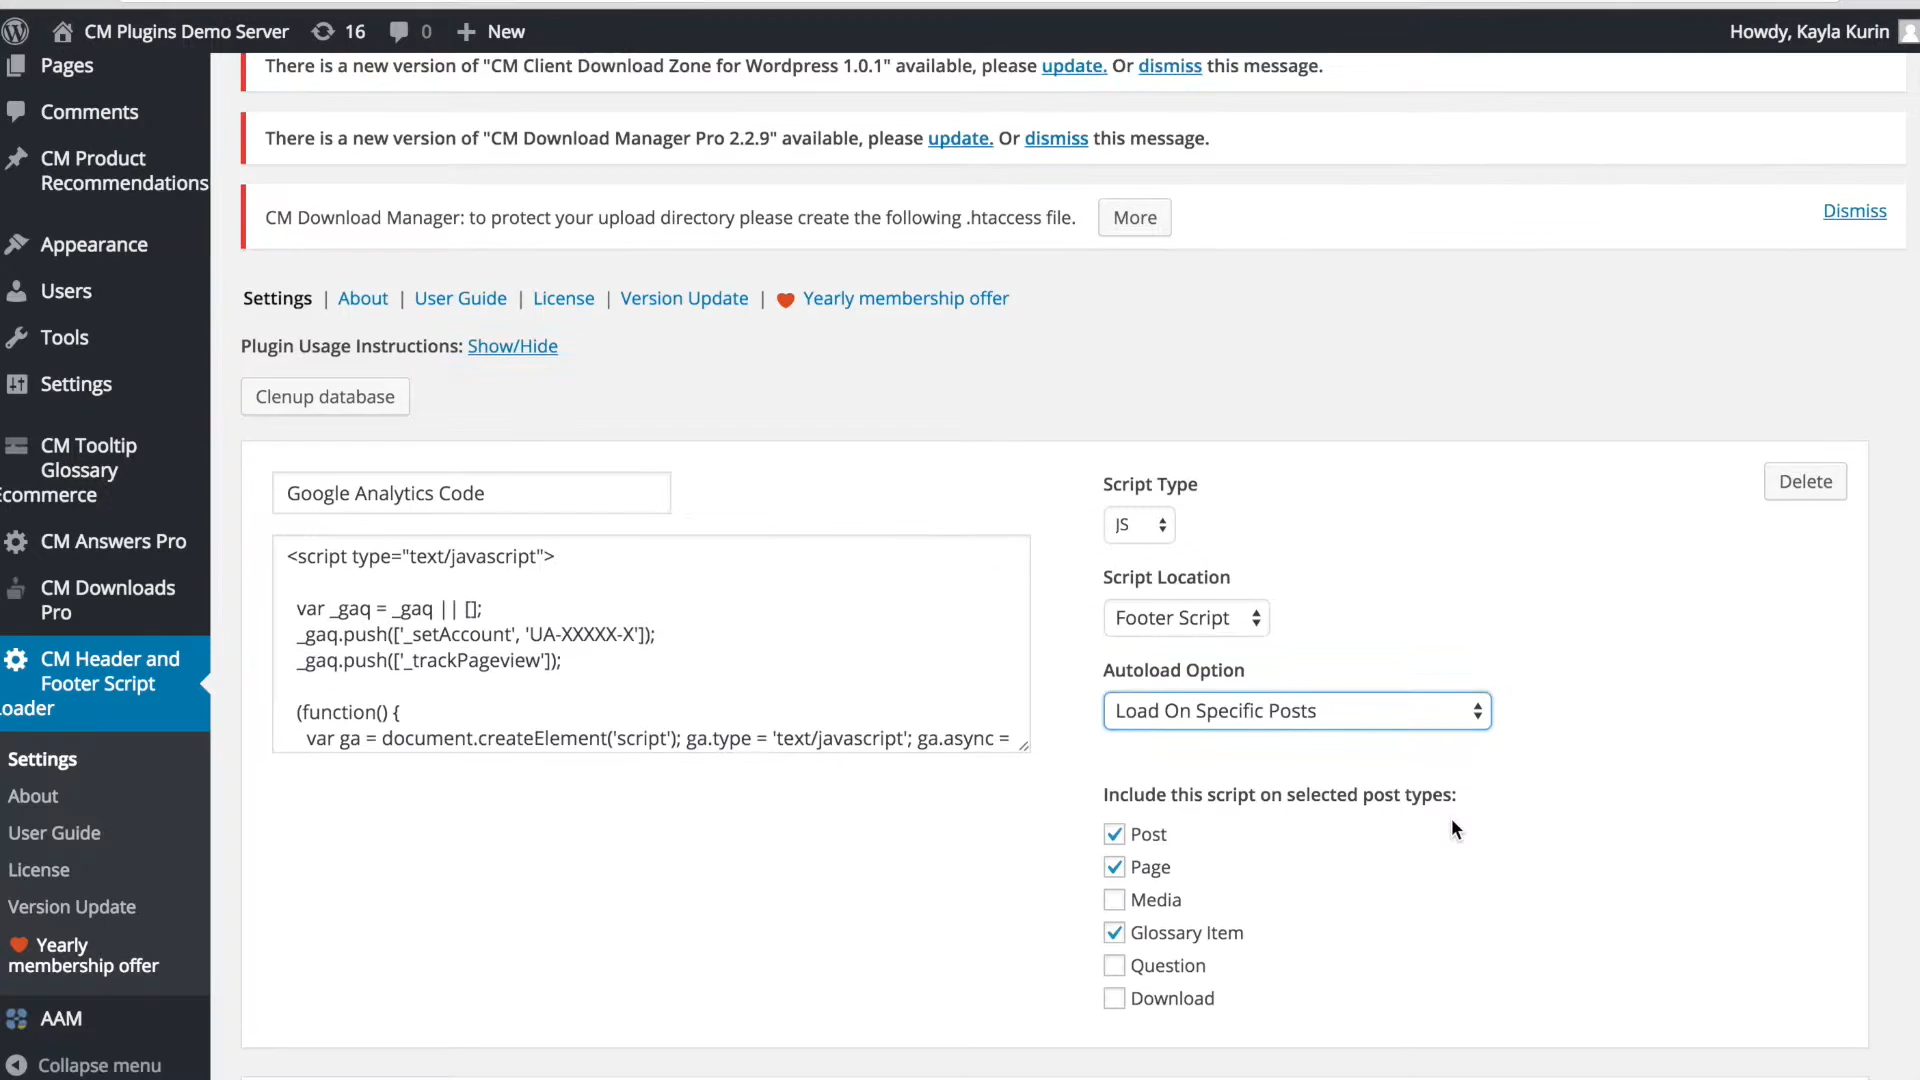 CM Plugins Demo Server 16 0 New Howdy, Kayla Kurin
Pages
Comments
CM Product
Recommendations
Appearance
Users
Tools
Settings
CM Tooltip
Glossary
Ecommerce
CM Answers Pro
CM Downloads
Pro
CM Header and
Footer Script
Loader
Settings
About
User Guide
License
Version Update
Yearly
membership offer
AAM
Collapse menu
There is a new version of "CM Client Download Zone for Wordpress 1.0.1" available, please update. Or dismiss this message.
There is a new version of "CM Download Manager Pro 2.2.9" available, please update. Or dismiss this message.
CM Download Manager: to protect your upload directory please create the following .htaccess file. More Dismiss
Settings | About | User Guide | License | Version Update | Yearly membership offer
Plugin Usage Instructions: Show/Hide
Clenup database
Google Analytics Code
<script type="text/javascript">
var _gaq = _gaq || [];
_gaq.push(['_setAccount', 'UA-XXXXX-X']);
_gaq.push(['_trackPageview']);
(function() {
var ga = document.createElement('script'); ga.type = 'text/javascript'; ga.async =
Script Type
Delete
JS
Script Location
Footer Script
Autoload Option
Load On Specific Posts
Include this script on selected post types:
Post
Page
Media
Glossary Item
Question
Download